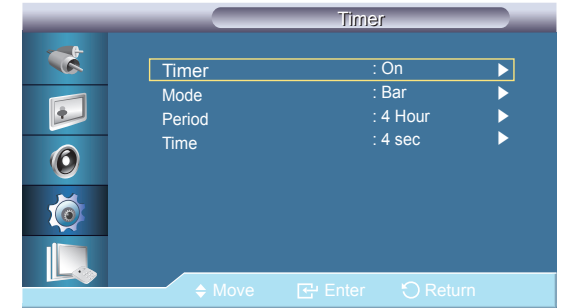 Timer
Timer : On
Mode : Bar
Period : 4 Hour
Time : 4 sec
Move Enter Return